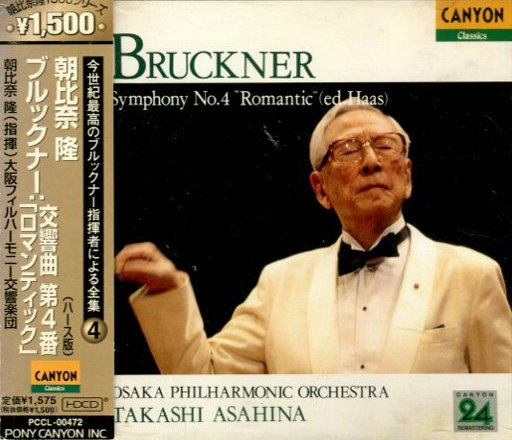 朝比奈隆1500シリーズ
¥1,500
今世紀最高のブルックナー指揮者による全集 4
朝比奈 隆
ブルックナー:交響曲 第4番「ロマンティック」
(ハース版)
朝比奈 隆(指揮)大阪フィルハーモニー交響楽団
CANYON
Classics
定価¥1,575
(税抜価格¥1,500)
HDCD
PCCL-00472
PONY CANYON INC
CANYON
Classics
BRUCKNER
Symphony No.4 "Romantic" (ed Haas)
OSAKA PHILHARMONIC ORCHESTRA
TAKASHI ASAHINA
CANYON
24
REMASTERING